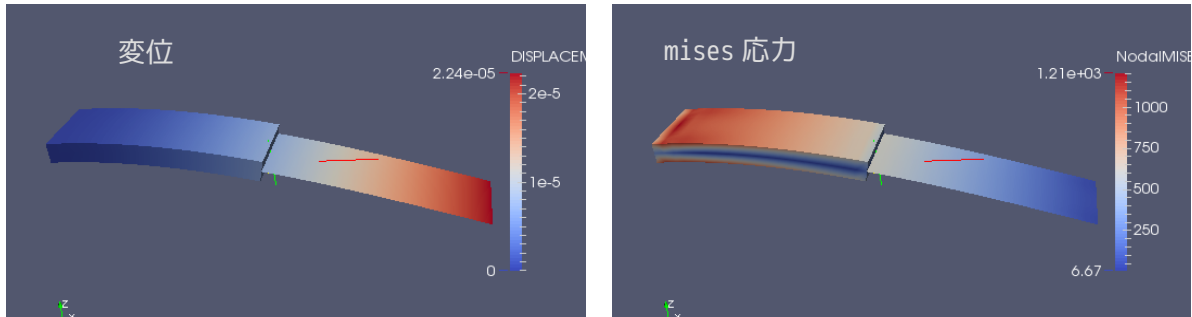 変位
DISPLACEM
2.24e-05
2e-5
1e-5
0
z
x
mises 応力
NodalMISE
1.21e+03
1000
750
500
250
6.67
z
x